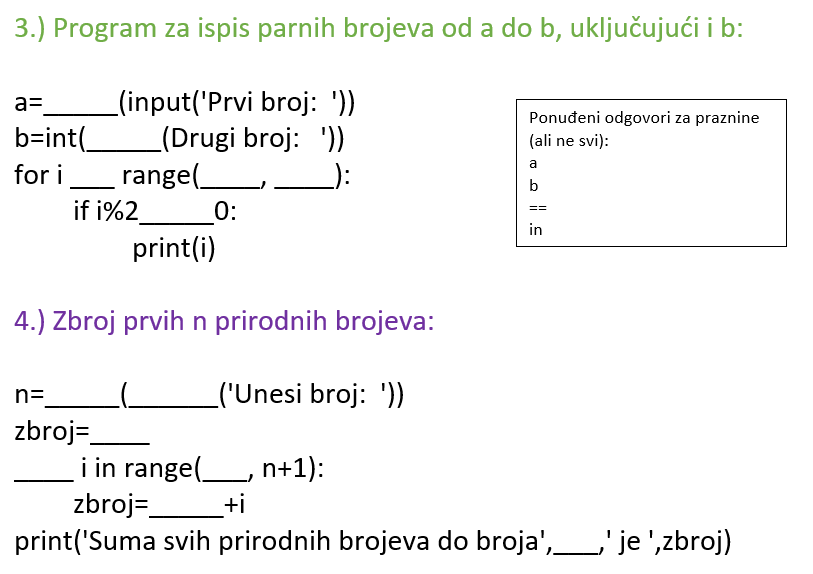 3.) Program za ispis parnih brojeva od a do b, uključujući i b:
a=_____(input('Prvi broj:  '))
b=int(_____(Drugi broj:   '))
for i ___ range(____, ____):
if i%2_____0:
print(i)
Ponuđeni odgovori za praznine
(ali ne svi):
a
b
==
in
4.) Zbroj prvih n prirodnih brojeva:
n=_____(______('Unesi broj:  '))
zbroj=____
____ i in range(___, n+1):
zbroj=_____+i
print('Suma svih prirodnih brojeva do broja',___,' je ',zbroj)